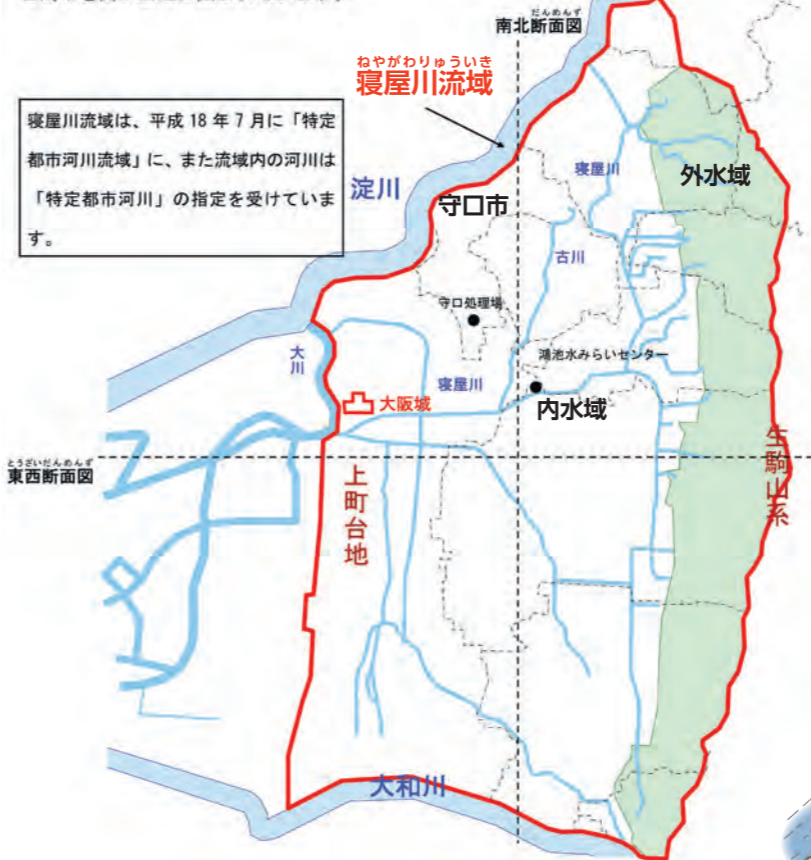 だんめんず
南北断面図
ねやがわりゅういき
寝屋川流域
寝屋川流域は、平成 18 年 7 月に「特定
都市河川流域」に、また流域内の河川は
「特定都市河川」の指定を受けていま
す。
淀川
守口市
寝屋川
外水域
古川
守口処理場
大川
鴻池水みらいセンター
寝屋川
大阪城
内水域
とうざいだんめんず
東西断面図
上町台地
生駒山系
大和川